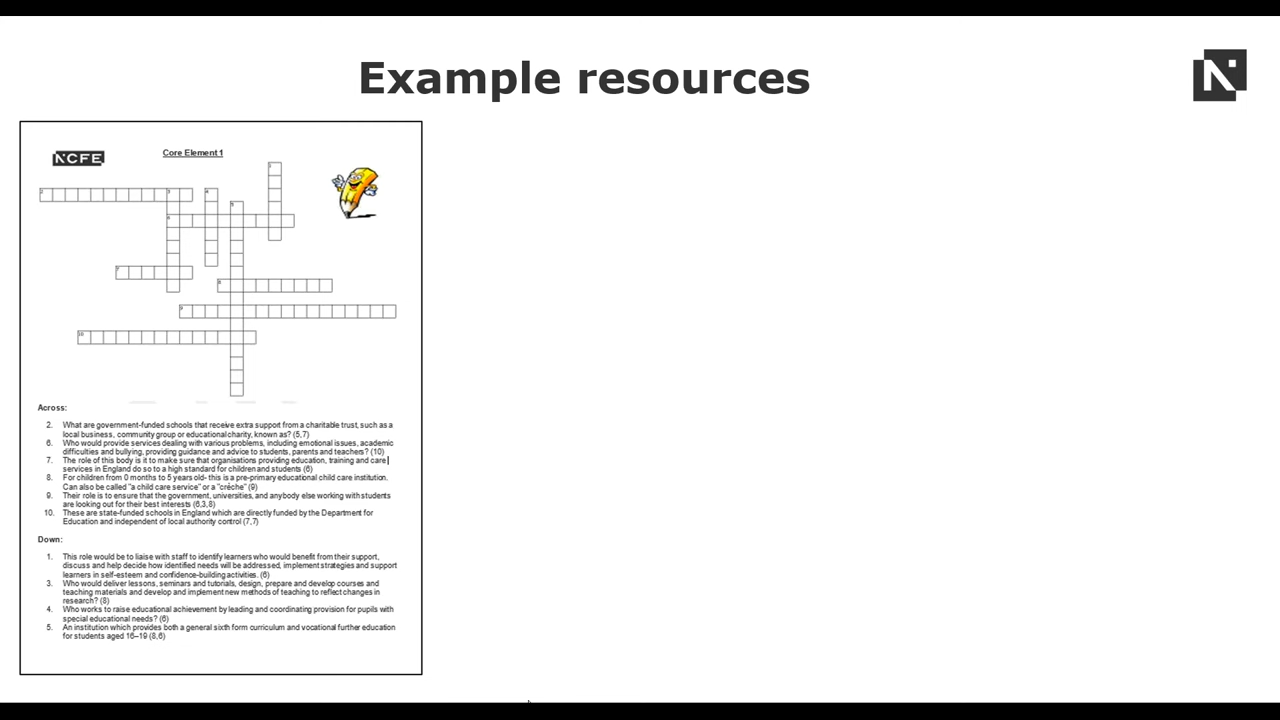 Example resources
N
NCFE
Core Element 1
1
2
3
4
5
6
7
8
9
10
Across:
2. What are government-funded schools that receive extra support from a charitable trust, such as a
local business, community group or educational charity, known as? (5,7)
6. Who would provide services dealing with various problems, including emotional issues, academic
difficulties and bullying, providing guidance and advice to students, parents and teachers? (10)
7. The role of this body is it to make sure that organisations providing education, training and care
services in England do so to a high standard for children and students (6)
8. For children from 0 months to 5 years old- this is a pre-primary educational child care institution.
Can also be called "a child care service" or a "crèche" (9)
9. Their role is to ensure that the government, universities, and anybody else working with students
are looking out for their best interests (6,3,8)
10. These are state-funded schools in England which are directly funded by the Department for
Education and independent of local authority control (7,7)
Down:
1. This role would be to liaise with staff to identify learners who would benefit from their support,
discuss and help decide how identified needs will be addressed, implement strategies and support
learners in self-esteem and confidence-building activities. (6)
3. Who would deliver lessons, seminars and tutorials, design, prepare and develop courses and
teaching materials and develop and implement new methods of teaching to reflect changes in
research? (8)
4. Who works to raise educational achievement by leading and coordinating provision for pupils with
special educational needs? (6)
5. An institution which provides both a general sixth form curriculum and vocational further education
for students aged 16–19 (8,6)